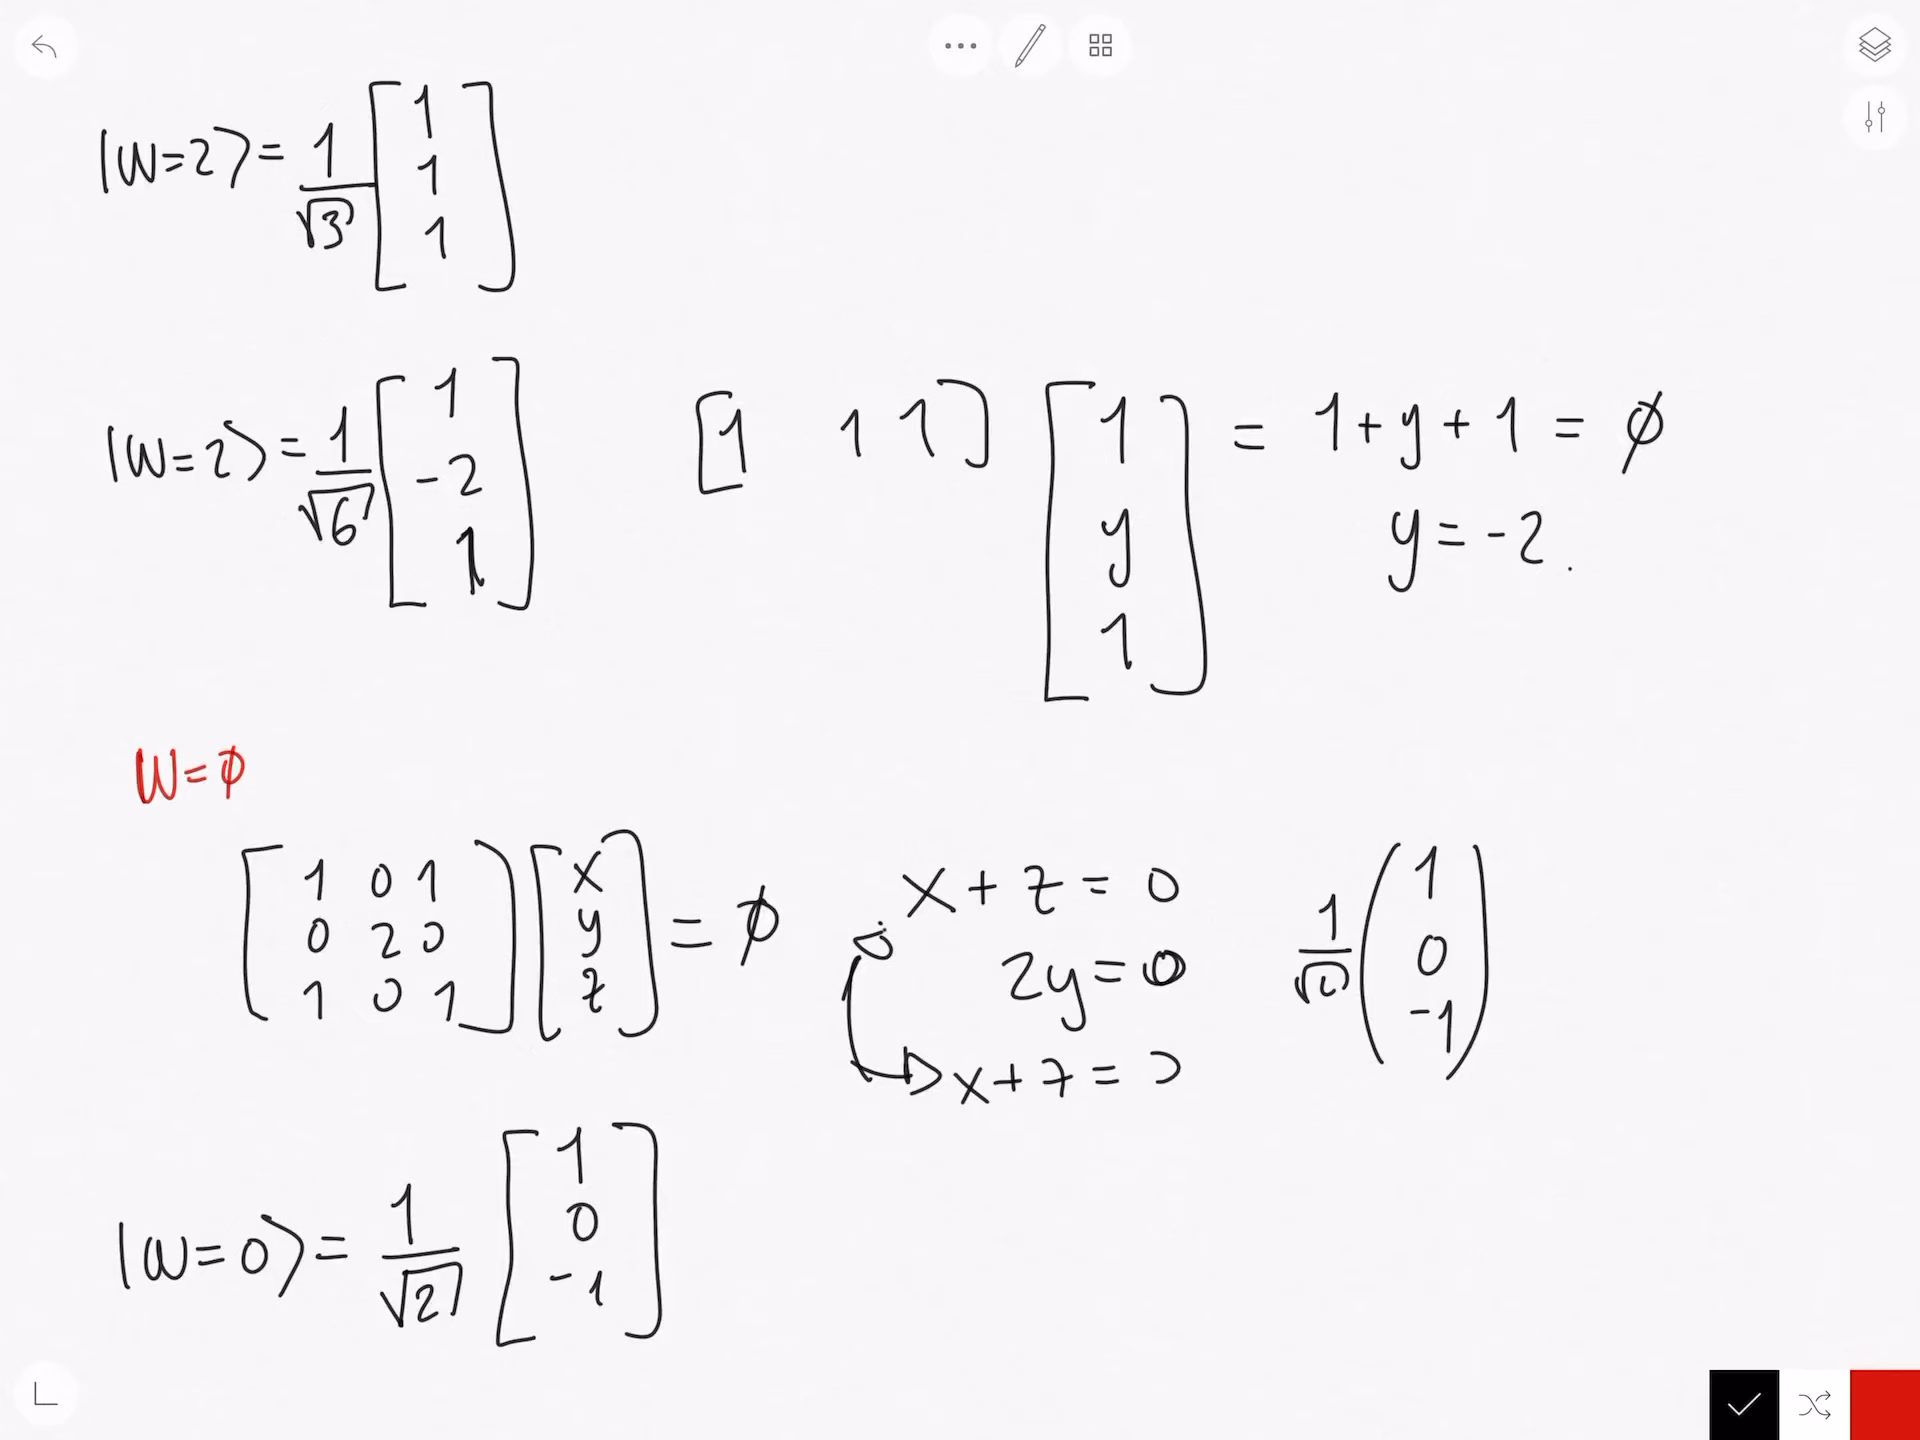 |W=2⟩ = 1/√3 [1 1 1]
|W=2⟩ = 1/√6 [1 -2 1]
[1 1 1] [1 y 1] = 1 + y + 1 = ∅
y = -2.
W=∅
[1 0 1
0 2 0
1 0 1] [x y z] = ∅
x + z = 0
2y = 0
x + z = 0
1/√2 (1 0 -1)
|W=0⟩ = 1/√2 [1 0 -1]